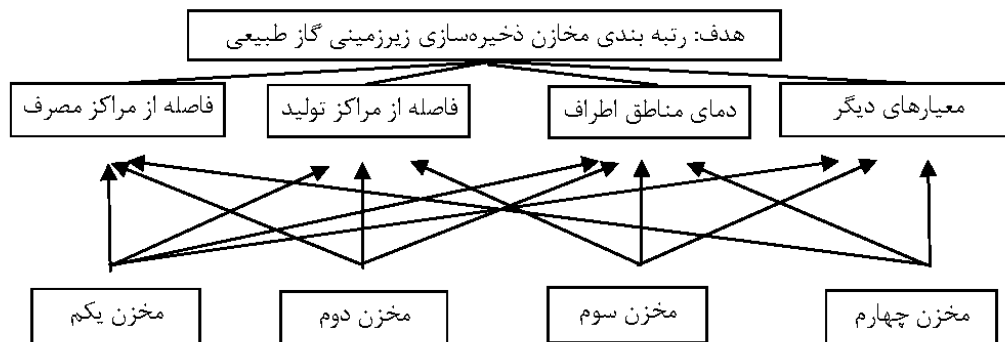 هدف: رتبه بندی مخازن ذخیره‌سازی زیرزمینی گاز طبیعی
معیارهای دیگر
دمای مناطق اطراف
فاصله از مراکز تولید
فاصله از مراکز مصرف
مخزن چهارم
مخزن سوم
مخزن دوم
مخزن یکم